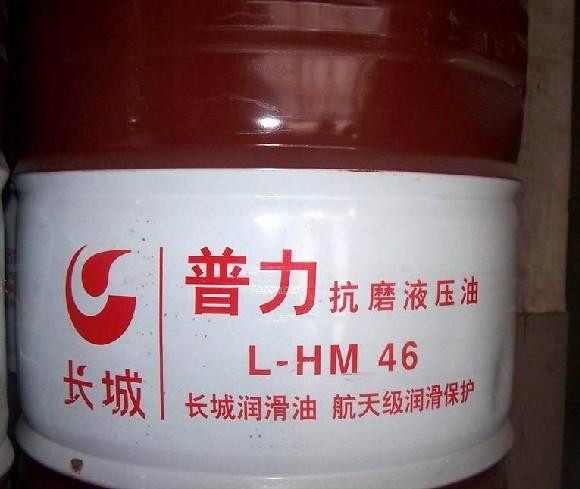 长城
普力 抗磨液压油
L-HM 46
长城润滑油 航天级润滑保护